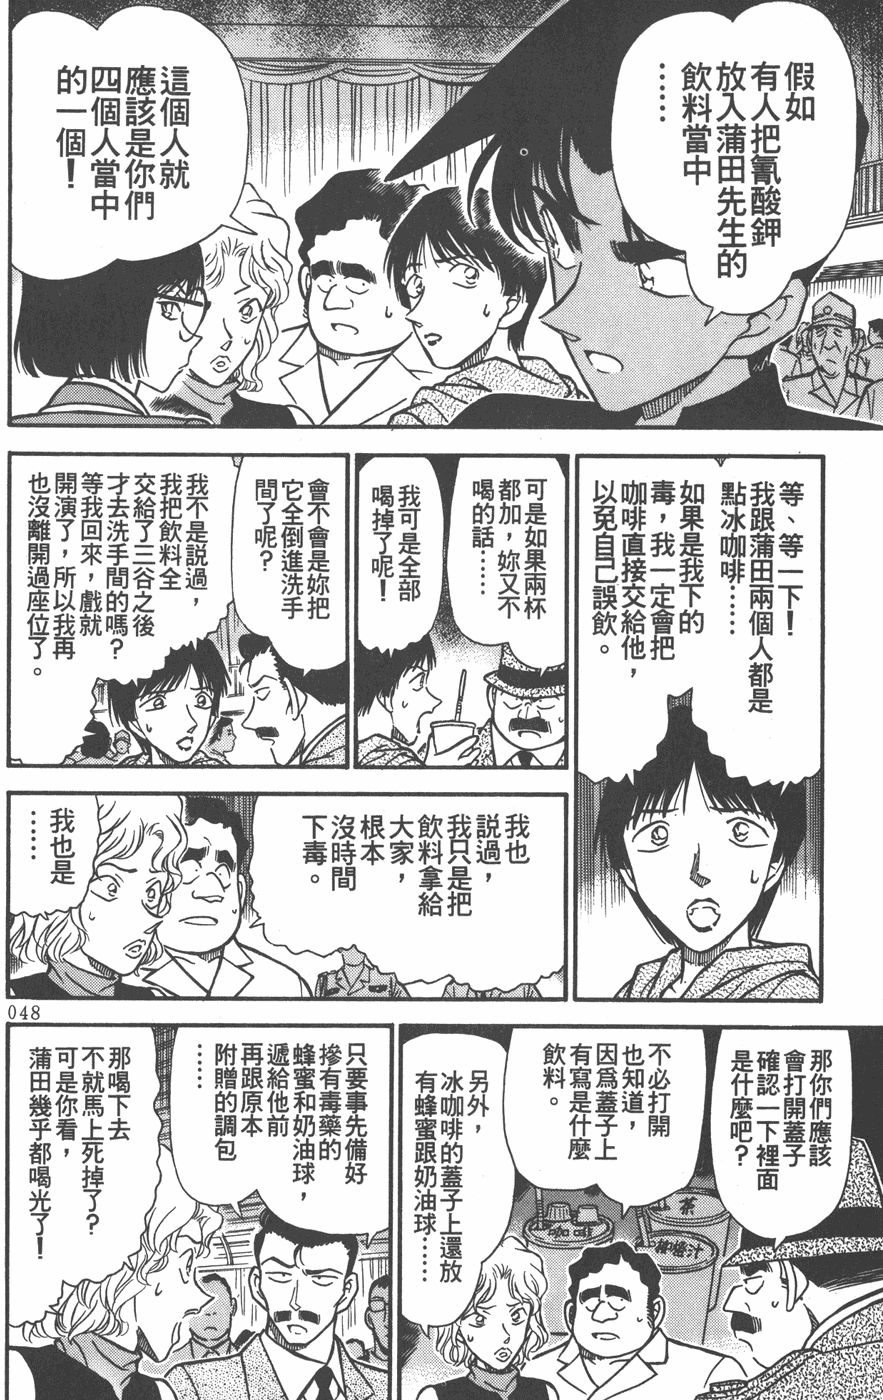 假如
有人把氰酸鉀
放入蒲田先生的
飲料當中
……
這個人就
應該是你們
四個人當中
的一個！
等、等一下！
我跟蒲田兩個人都是
點冰咖啡……
如果是我下的
毒，我一定會把
咖啡直接交給他，
以免自己誤飲。
可是如果兩杯
都加，妳又不
喝的話……
我可是全部
喝掉了呢！
會不會是妳把
它全倒進洗手
間了呢？
我不是説過，
我把飲料全
交給了三谷之後
才去洗手間的嗎？
等我回來，戲就
開演了，所以我再
也沒離開過座位了。
我也
説過，
我只是把
飲料拿給
大家，
根本
沒時間
下毒。
我也是
……
048
那你們應該
會打開蓋子
確認一下裡面
是什麼吧？
不必打開
也知道，
因為蓋子上
有寫是什麼
飲料。
另外，
冰咖啡的蓋子上還放
有蜂蜜跟奶油球……
茶
咖啡
橙汁
只要事先備好
摻有毒藥的
蜂蜜和奶油球，
遞給他前
再跟原本
附贈的調包
……
那喝下去
不就馬上死掉了？
可是你看，
蒲田幾乎都喝光了！